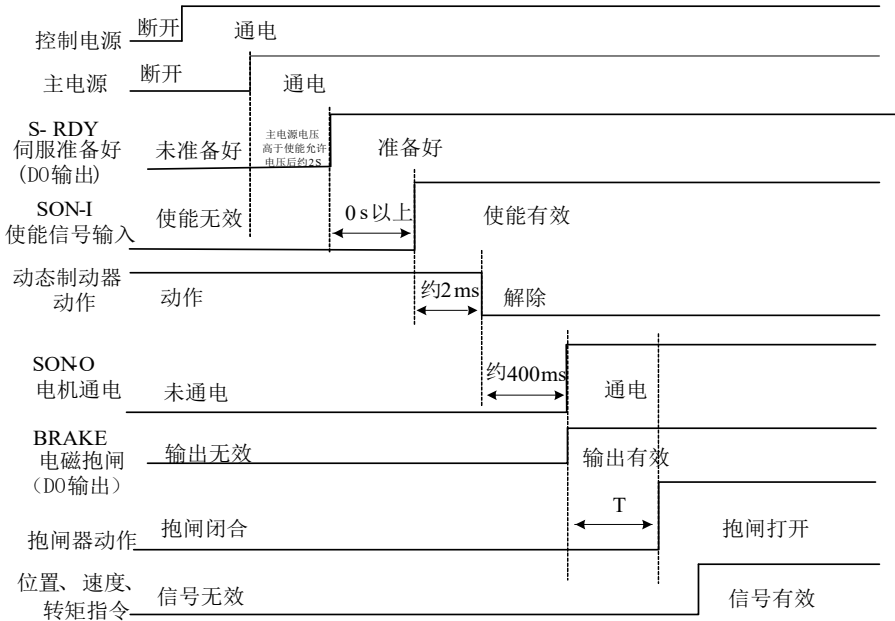 控制电源 断开 通电
主电源 断开 通电
S- RDY
伺服准备好
(DO输出)
未准备好
主电源电压
高于使能允许
电压后约2S
准备好
SON-I
使能信号输入
使能无效 0s以上 使能有效
动态制动器
动作
动作 约2ms 解除
SON-O
电机通电
未通电 约400ms 通电
BRAKE
电磁抱闸
(DO输出)
输出无效 输出有效
T
抱闸器动作 抱闸闭合 抱闸打开
位置、速度、
转矩指令
信号无效 信号有效